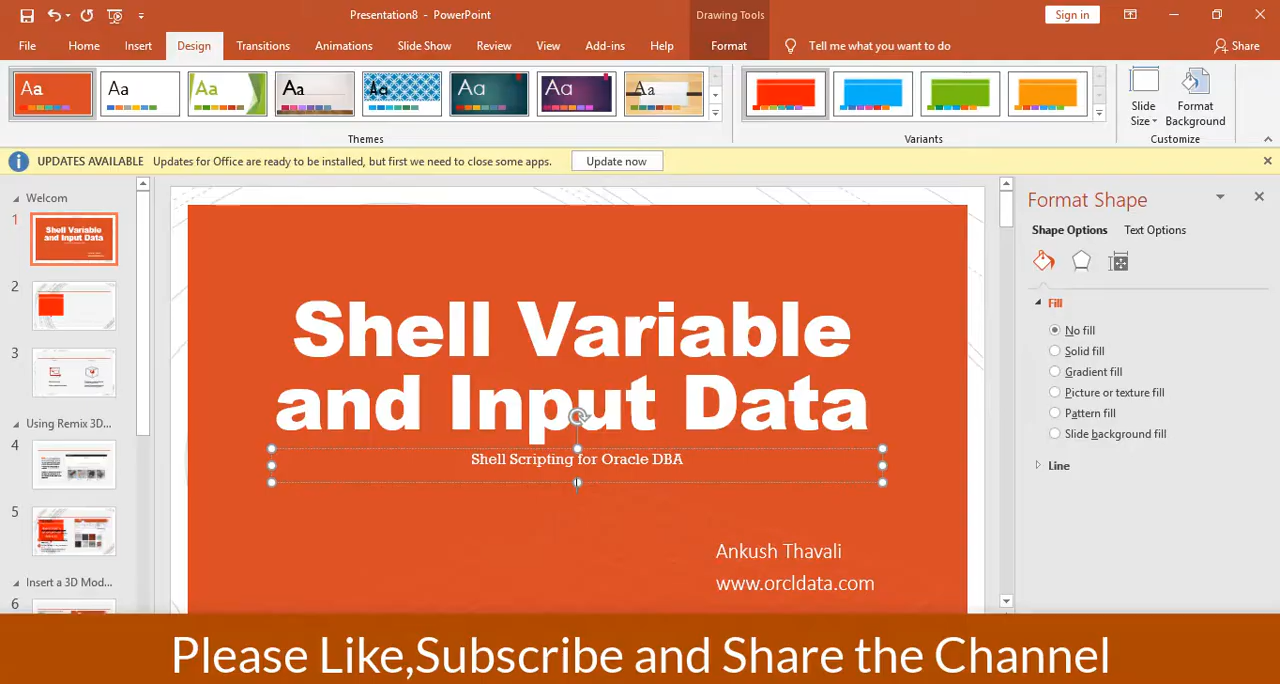 Presentation8 - PowerPoint
Drawing Tools
Sign in
File Home Insert Design Transitions Animations Slide Show Review View Add-ins Help Format Tell me what you want to do Share
Aa Aa Aa Aa Aa Aa Aa Aa
Slide Size
Format Background
Themes Variants Customize
UPDATES AVAILABLE Updates for Office are ready to be installed, but first we need to close some apps. Update now
Welcom
1
Shell Variable
and Input Data
2
3
Using Remix 3D...
4
5
Insert a 3D Mod...
6
Shell Variable
and Input Data
Shell Scripting for Oracle DBA
Ankush Thavali
www.orcldata.com
Format Shape
Shape Options Text Options
Fill
No fill
Solid fill
Gradient fill
Picture or texture fill
Pattern fill
Slide background fill
Line
Please Like,Subscribe and Share the Channel